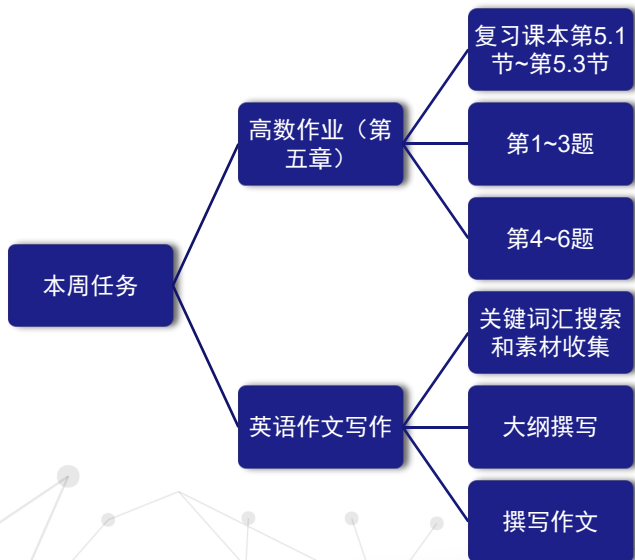 本周任务
高数作业（第
五章）
复习课本第5.1
节~第5.3节
第1~3题
第4~6题
英语作文写作
关键词汇搜索
和素材收集
大纲撰写
撰写作文